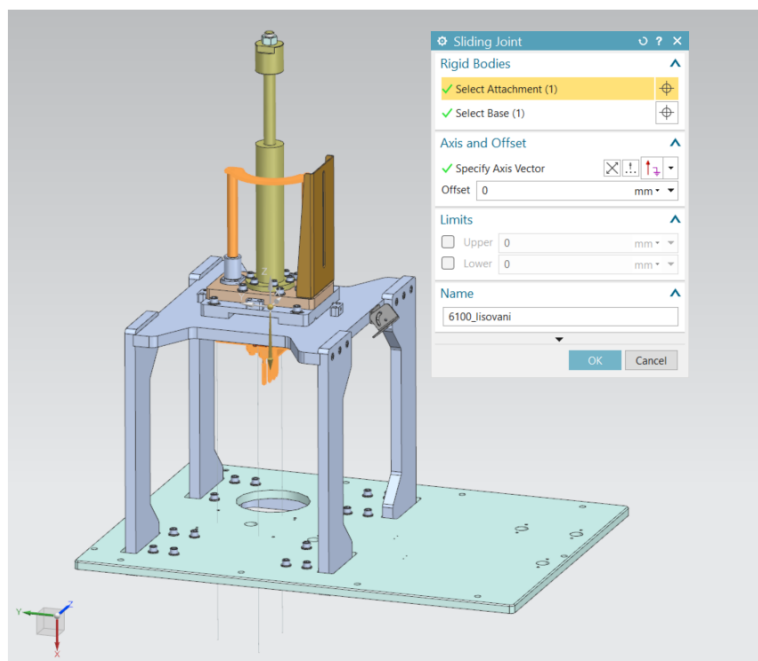 Sliding Joint
Rigid Bodies
Select Attachment (1)
Select Base (1)
Axis and Offset
Specify Axis Vector
Offset 0 mm
Limits
Upper 0 mm
Lower 0 mm
Name
6100_lisovani
OK Cancel
Z
Y Z
X